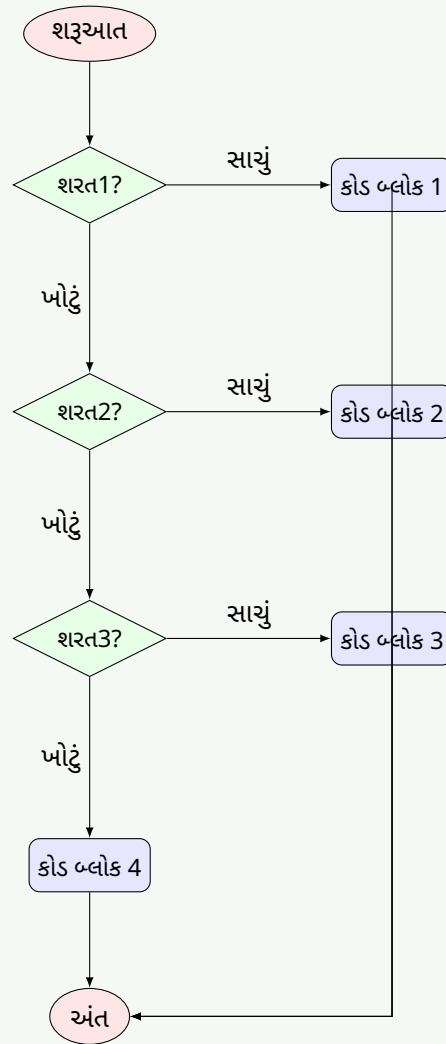 શરૂઆત
શરત1?
સાચું
કોડ બ્લોક 1
ખોટું
શરત2?
સાચું
કોડ બ્લોક 2
ખોટું
શરત3?
સાચું
કોડ બ્લોક 3
ખોટું
કોડ બ્લોક 4
અંત